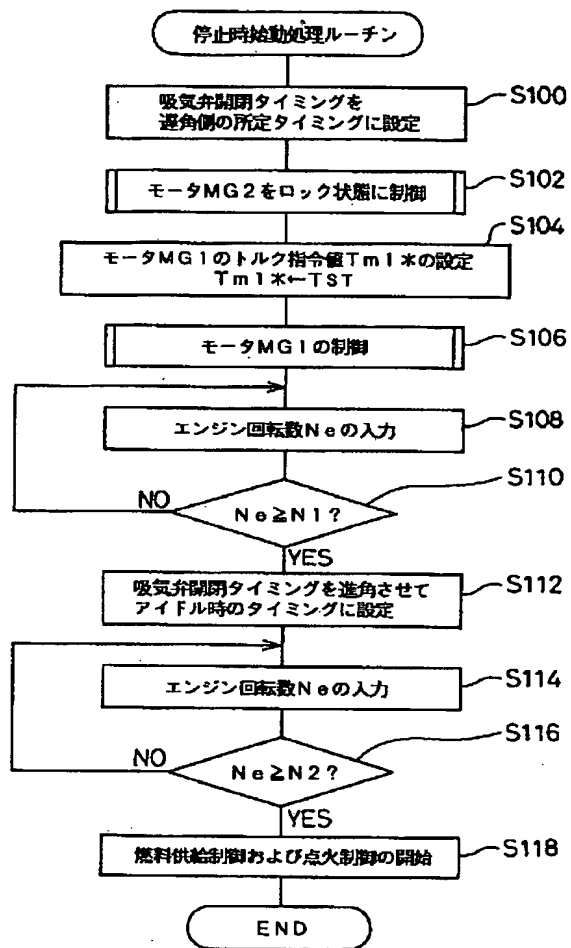 停止時始動処理ルーチン
吸気弁開閉タイミングを
遅角側の所定タイミングに設定
S100
モータMG2をロック状態に制御
S102
モータMG1のトルク指令値Tm1*の設定
Tm1*←TST
S104
モータMG1の制御
S106
エンジン回転数Neの入力
S108
Ne≧N1?
S110
NO
YES
吸気弁開閉タイミングを進角させて
アイドル時のタイミングに設定
S112
エンジン回転数Neの入力
S114
Ne≧N2?
S116
NO
YES
燃料供給制御および点火制御の開始
S118
END